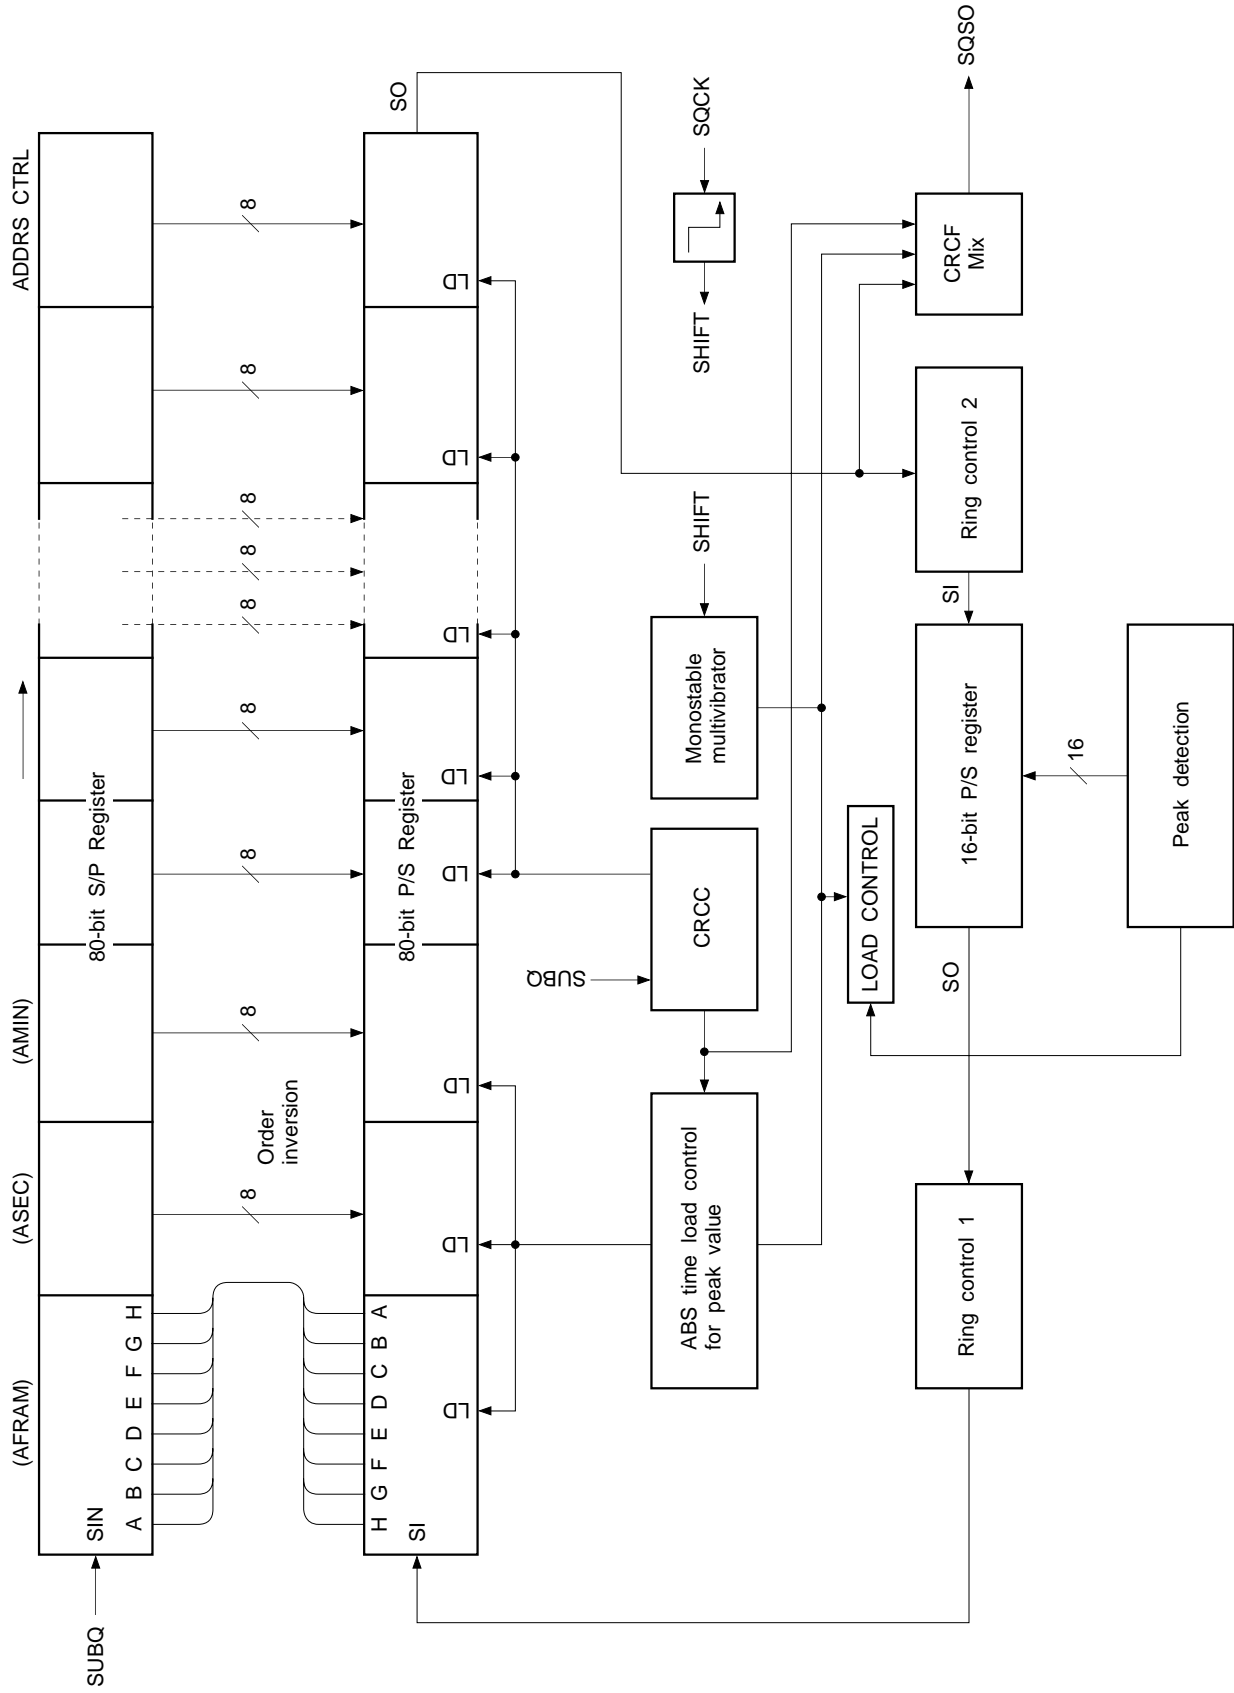 (AFRAM)
(ASEC)
(AMIN)
ADDRS CTRL
SUBQ
SIN
80-bit S/P Register
A B C D E F G H
8
8
8
8
8
8
8
8
8
Order
inversion
H G F E D C B A
SI
80-bit P/S Register
SO
LD
LD
LD
LD
LD
LD
LD
LD
SUBQ
ABS time load control
for peak value
CRCC
Monostable
multivibrator
SHIFT
SHIFT
SQCK
LOAD CONTROL
Ring control 1
SO
16-bit P/S register
SI
Ring control 2
CRCF
Mix
SQSO
16
Peak detection